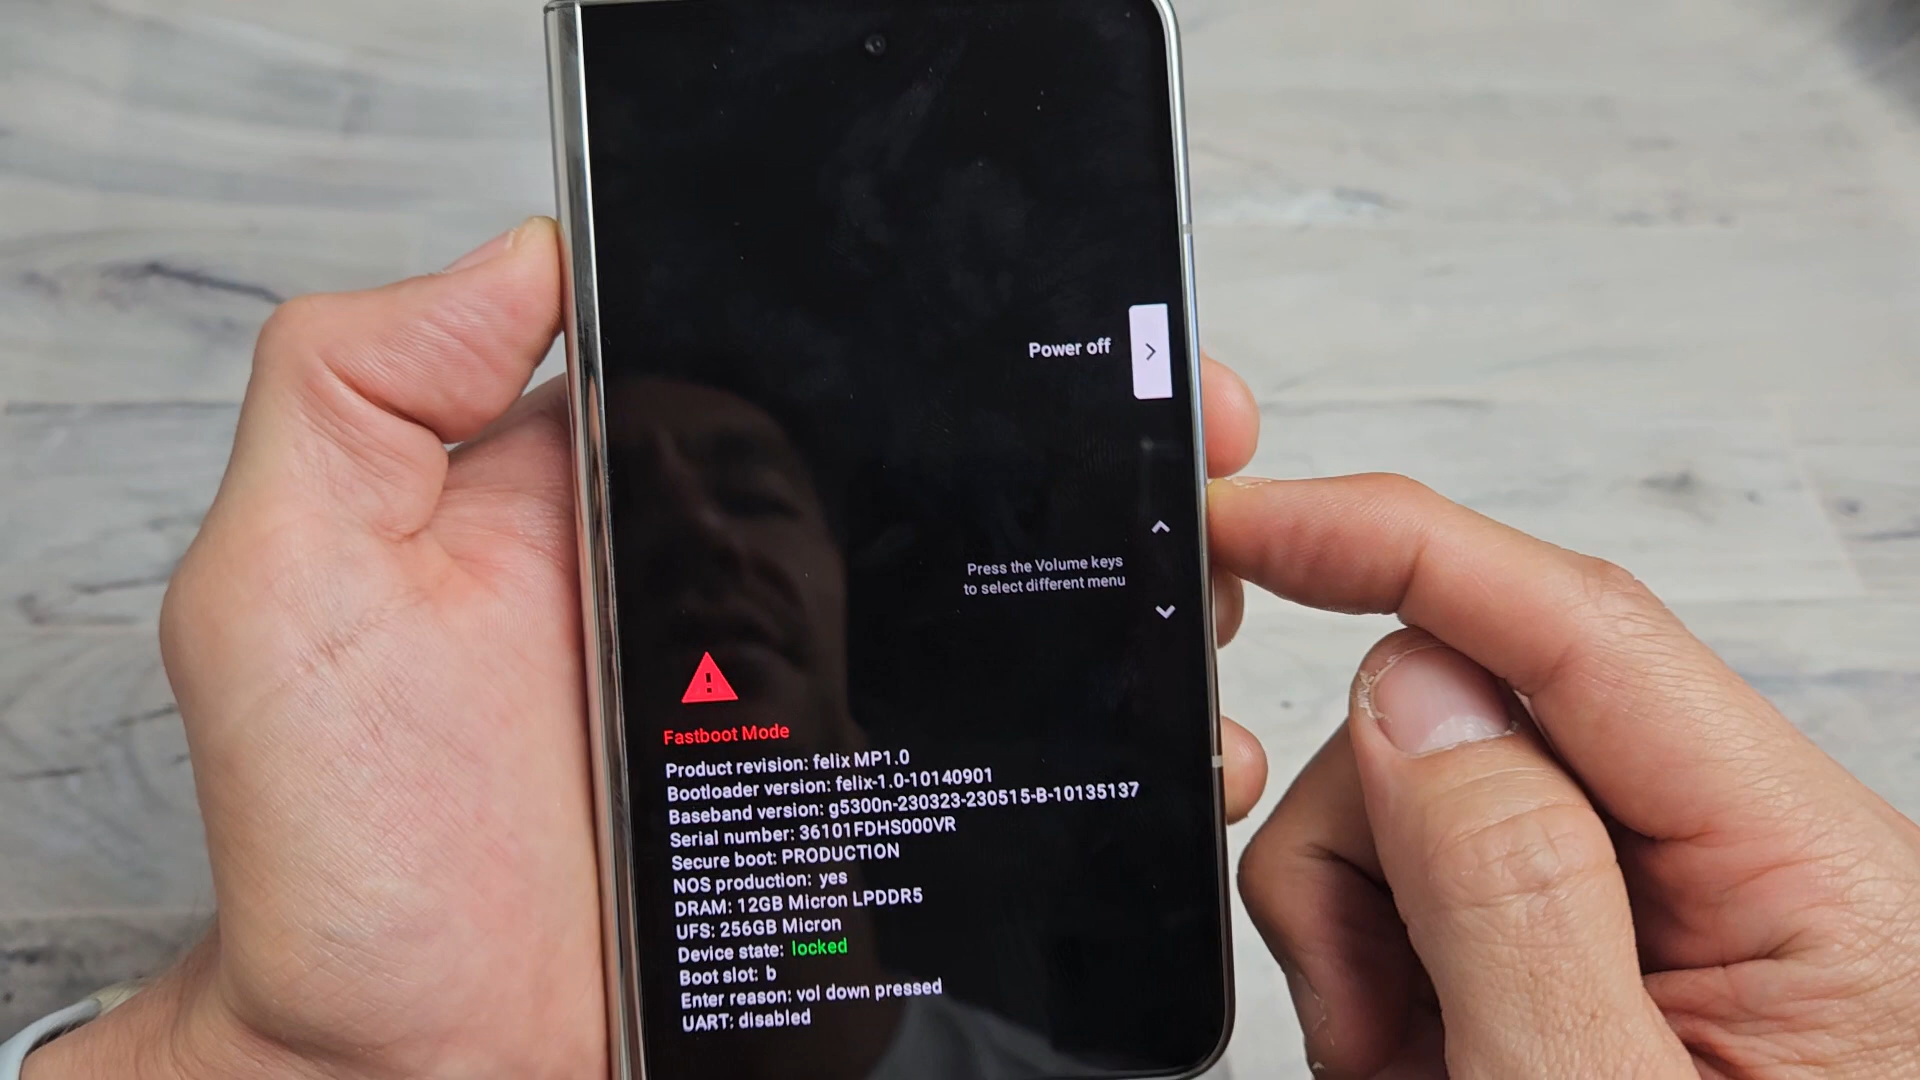 Power off
Press the Volume keys
to select different menu
Fastboot Mode
Product revision: felix MP1.0
Bootloader version: felix-1.0-10140901
Baseband version: g5300n-230323-230515-B-10135137
Serial number: 36101FDHS000VR
Secure boot: PRODUCTION
NOS production: yes
DRAM: 12GB Micron LPDDR5
UFS: 256GB Micron
Device state: locked
Boot slot: b
Enter reason: vol down pressed
UART: disabled